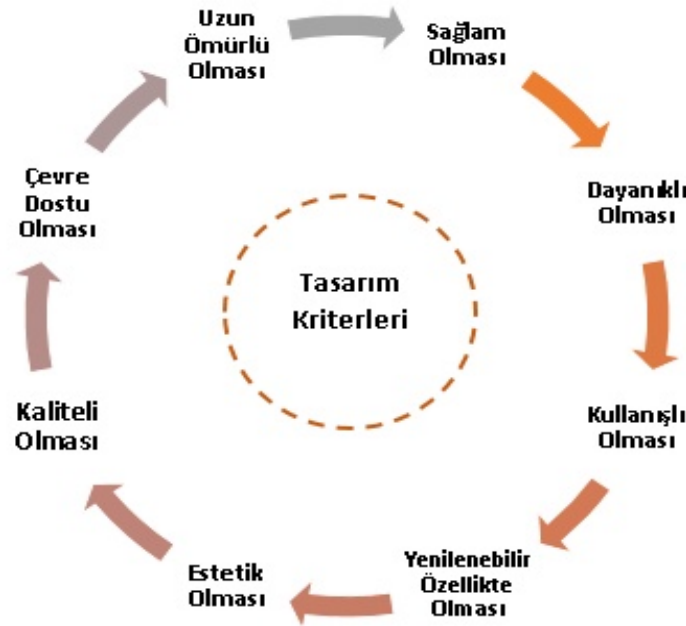 Uzun
Ömürlü
Olması
Sağlam
Olması
Dayanıklı
Olması
Kullanışlı
Olması
Yenilenebilir
Özellikte
Olması
Estetik
Olması
Kaliteli
Olması
Çevre
Dostu
Olması
Tasarım
Kriterleri